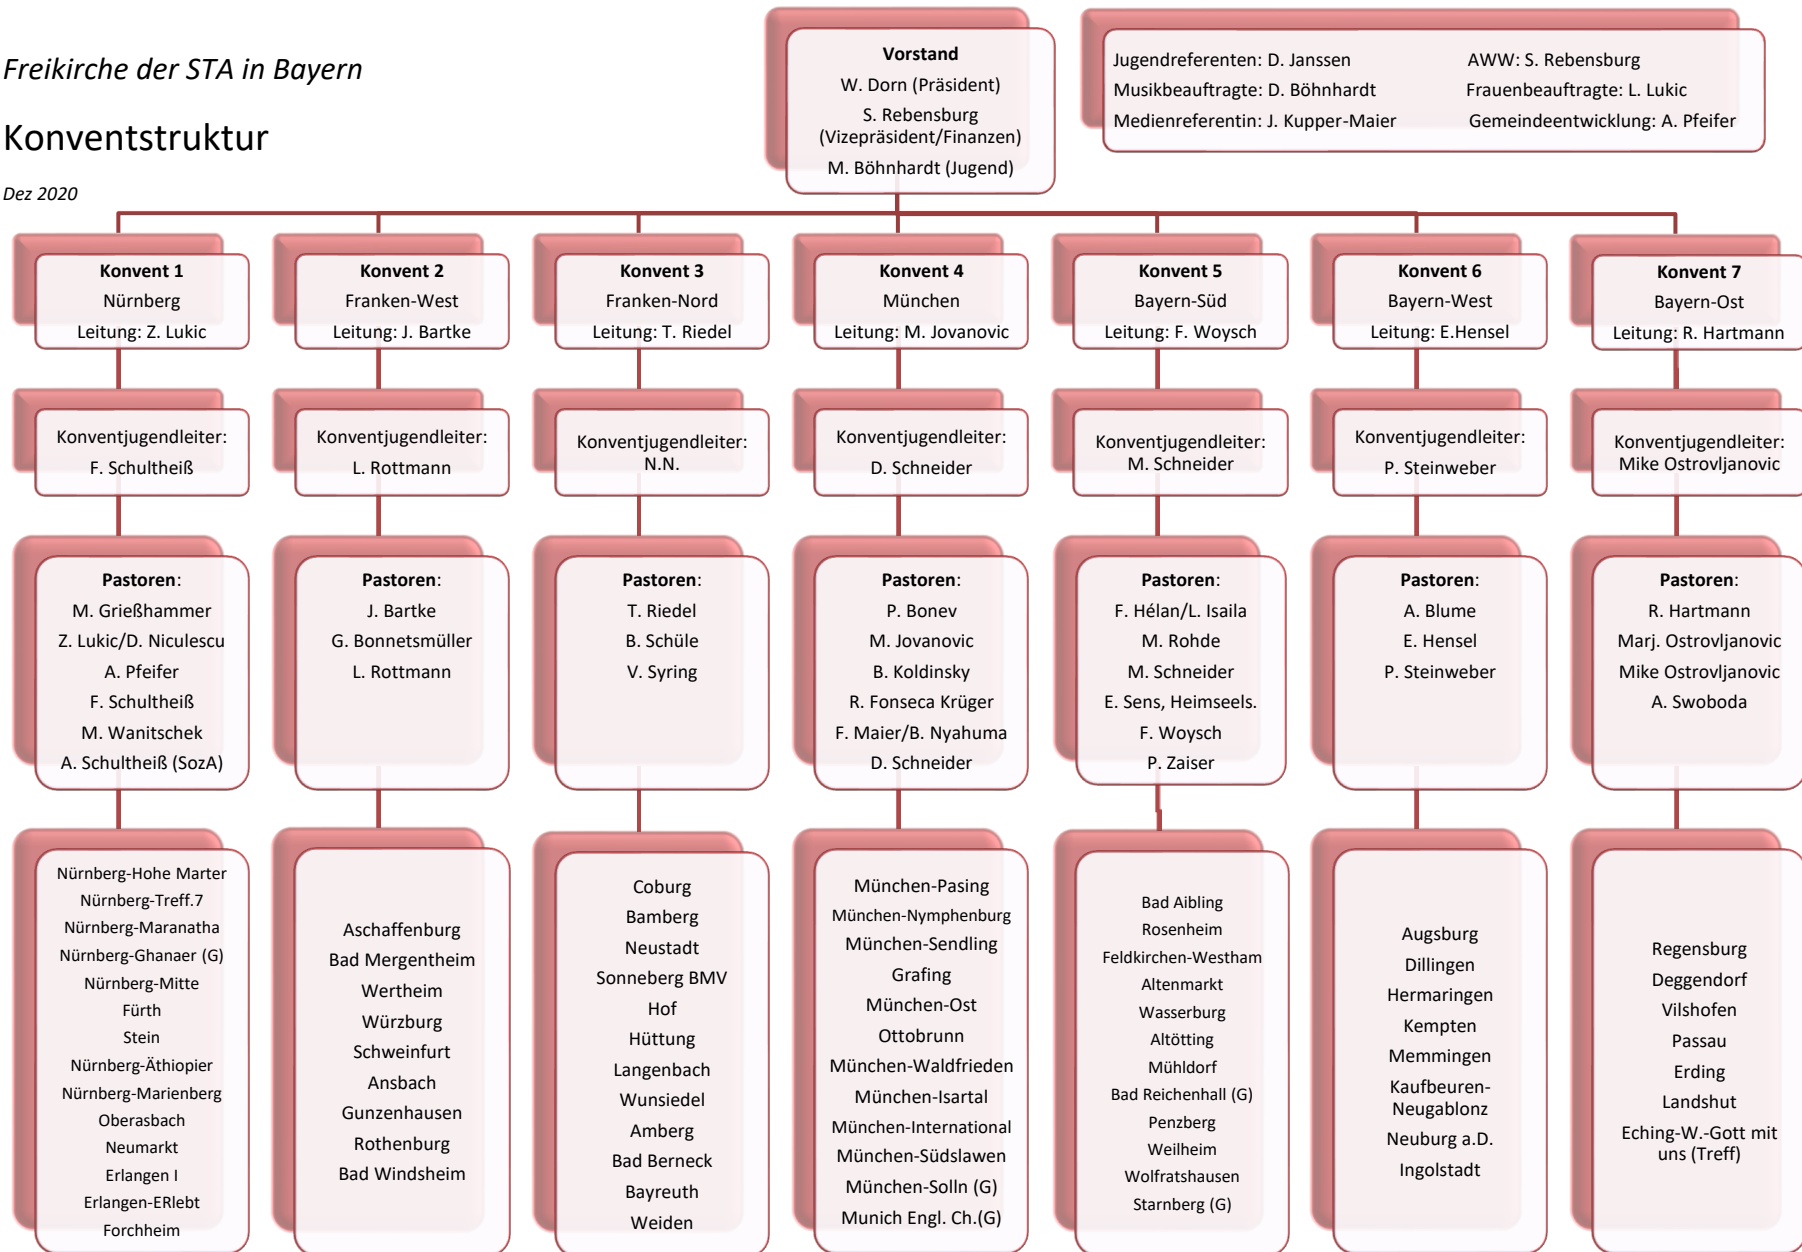 Freikirche der STA in Bayern
Konventstruktur
Dez 2020
Vorstand
W. Dorn (Präsident)
S. Rebensburg
(Vizepräsident/Finanzen)
M. Böhnhardt (Jugend)
Jugendreferenten: D. Janssen
AWW: S. Rebensburg
Musikbeauftragte: D. Böhnhardt
Frauenbeauftragte: L. Lukic
Medienreferentin: J. Kupper-Maier
Gemeindeentwicklung: A. Pfeifer
Konvent 1
Nürnberg
Leitung: Z. Lukic
Konventjugendleiter:
F. Schultheiß
Pastoren:
M. Grießhammer
Z. Lukic/D. Niculescu
A. Pfeifer
F. Schultheiß
M. Wanitschek
A. Schultheiß (SozA)
Nürnberg-Hohe Marter
Nürnberg-Treff.7
Nürnberg-Maranatha
Nürnberg-Ghanaer (G)
Nürnberg-Mitte
Fürth
Stein
Nürnberg-Äthiopier
Nürnberg-Marienberg
Oberasbach
Neumarkt
Erlangen I
Erlangen-ERlebt
Forchheim
Konvent 2
Franken-West
Leitung: J. Bartke
Konventjugendleiter:
L. Rottmann
Pastoren:
J. Bartke
G. Bonnetsmüller
L. Rottmann
Aschaffenburg
Bad Mergentheim
Wertheim
Würzburg
Schweinfurt
Ansbach
Gunzenhausen
Rothenburg
Bad Windsheim
Konvent 3
Franken-Nord
Leitung: T. Riedel
Konventjugendleiter:
N.N.
Pastoren:
T. Riedel
B. Schüle
V. Syring
Coburg
Bamberg
Neustadt
Sonneberg BMV
Hof
Hüttung
Langenbach
Wunsiedel
Amberg
Bad Berneck
Bayreuth
Weiden
Konvent 4
München
Leitung: M. Jovanovic
Konventjugendleiter:
D. Schneider
Pastoren:
P. Bonev
M. Jovanovic
B. Koldinsky
R. Fonseca Krüger
F. Maier/B. Nyahuma
D. Schneider
München-Pasing
München-Nymphenburg
München-Sendling
Grafing
München-Ost
Ottobrunn
München-Waldfrieden
München-Isartal
München-International
München-Südslawen
München-Solln (G)
Munich Engl. Ch.(G)
Konvent 5
Bayern-Süd
Leitung: F. Woysch
Konventjugendleiter:
M. Schneider
Pastoren:
F. Hélan/L. Isaila
M. Rohde
M. Schneider
E. Sens, Heimseels.
F. Woysch
P. Zaiser
Bad Aibling
Rosenheim
Feldkirchen-Westham
Altenmarkt
Wasserburg
Altötting
Mühldorf
Bad Reichenhall (G)
Penzberg
Weilheim
Wolfratshausen
Starnberg (G)
Konvent 6
Bayern-West
Leitung: E.Hensel
Konventjugendleiter:
P. Steinweber
Pastoren:
A. Blume
E. Hensel
P. Steinweber
Augsburg
Dillingen
Hermaringen
Kempten
Memmingen
Kaufbeuren-
Neugablonz
Neuburg a.D.
Ingolstadt
Konvent 7
Bayern-Ost
Leitung: R. Hartmann
Konventjugendleiter:
Mike Ostrovljanovic
Pastoren:
R. Hartmann
Marj. Ostrovljanovic
Mike Ostrovljanovic
A. Swoboda
Regensburg
Deggendorf
Vilshofen
Passau
Erding
Landshut
Eching-W.-Gott mit
uns (Treff)